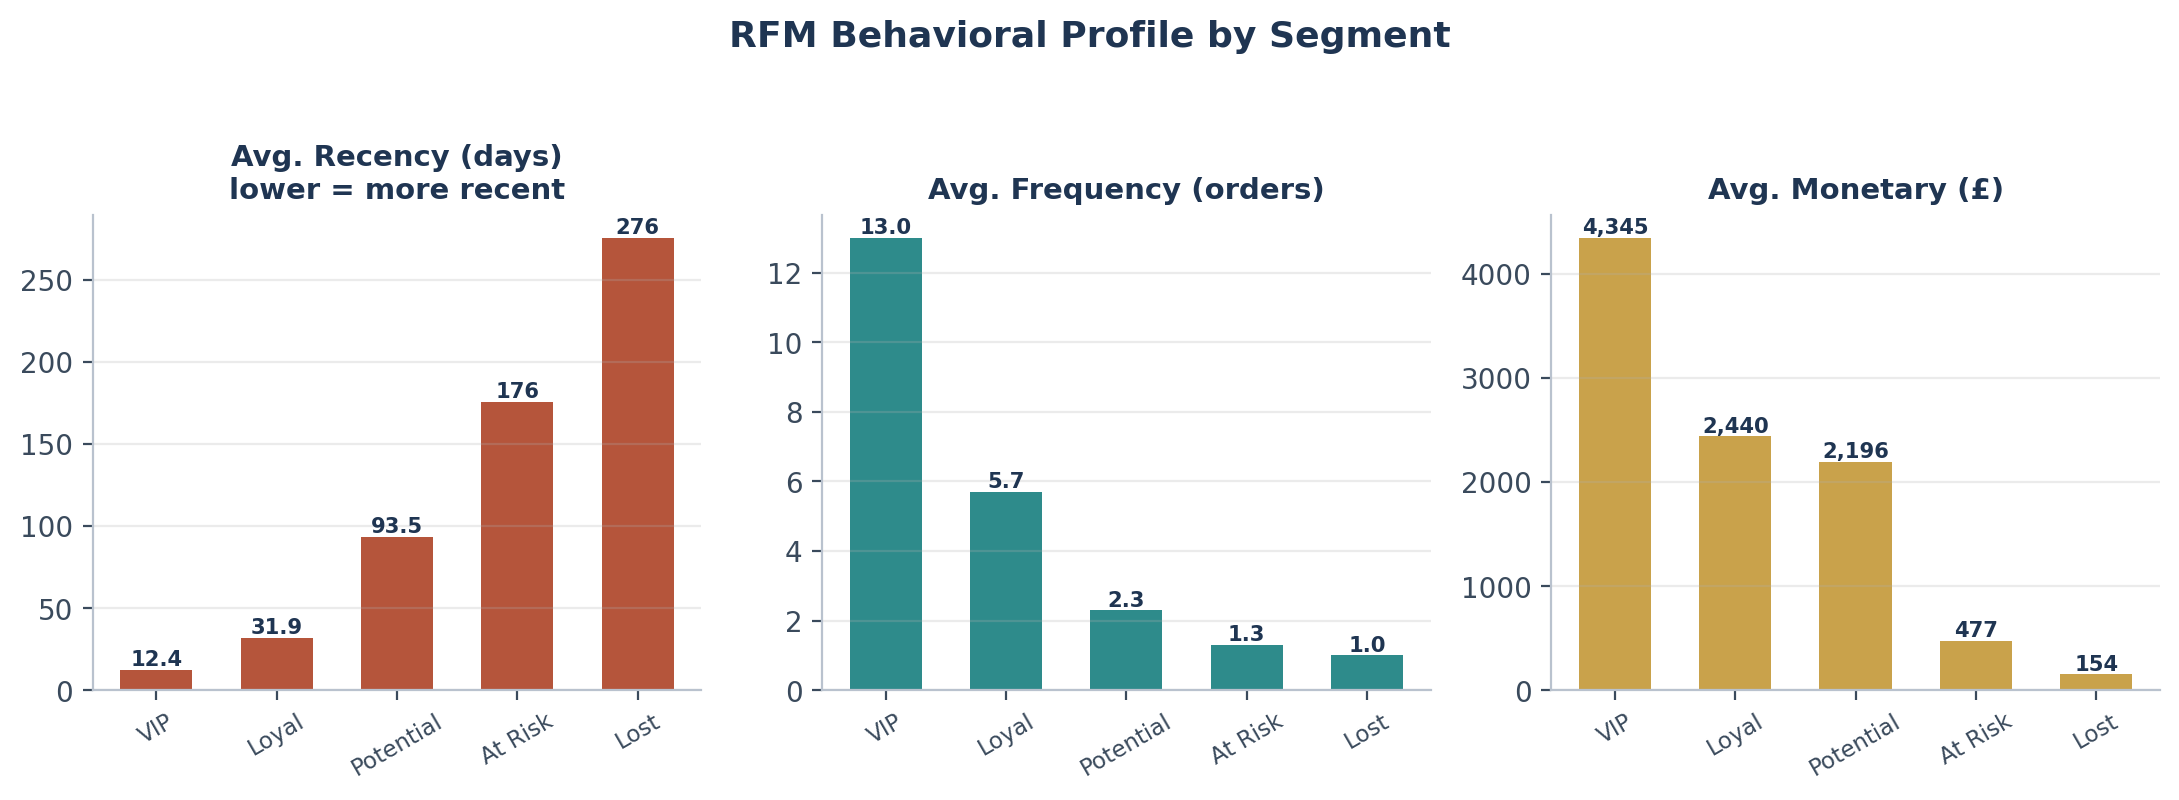 RFM Behavioral Profile by Segment
Avg. Recency (days)
lower = more recent
250
200
150
100
50
0
12.4
31.9
93.5
176
276
VIP
Loyal
Potential
At Risk
Lost
Avg. Frequency (orders)
12
10
8
6
4
2
0
13.0
5.7
2.3
1.3
1.0
VIP
Loyal
Potential
At Risk
Lost
Avg. Monetary (£)
4000
3000
2000
1000
0
4,345
2,440
2,196
477
154
VIP
Loyal
Potential
At Risk
Lost